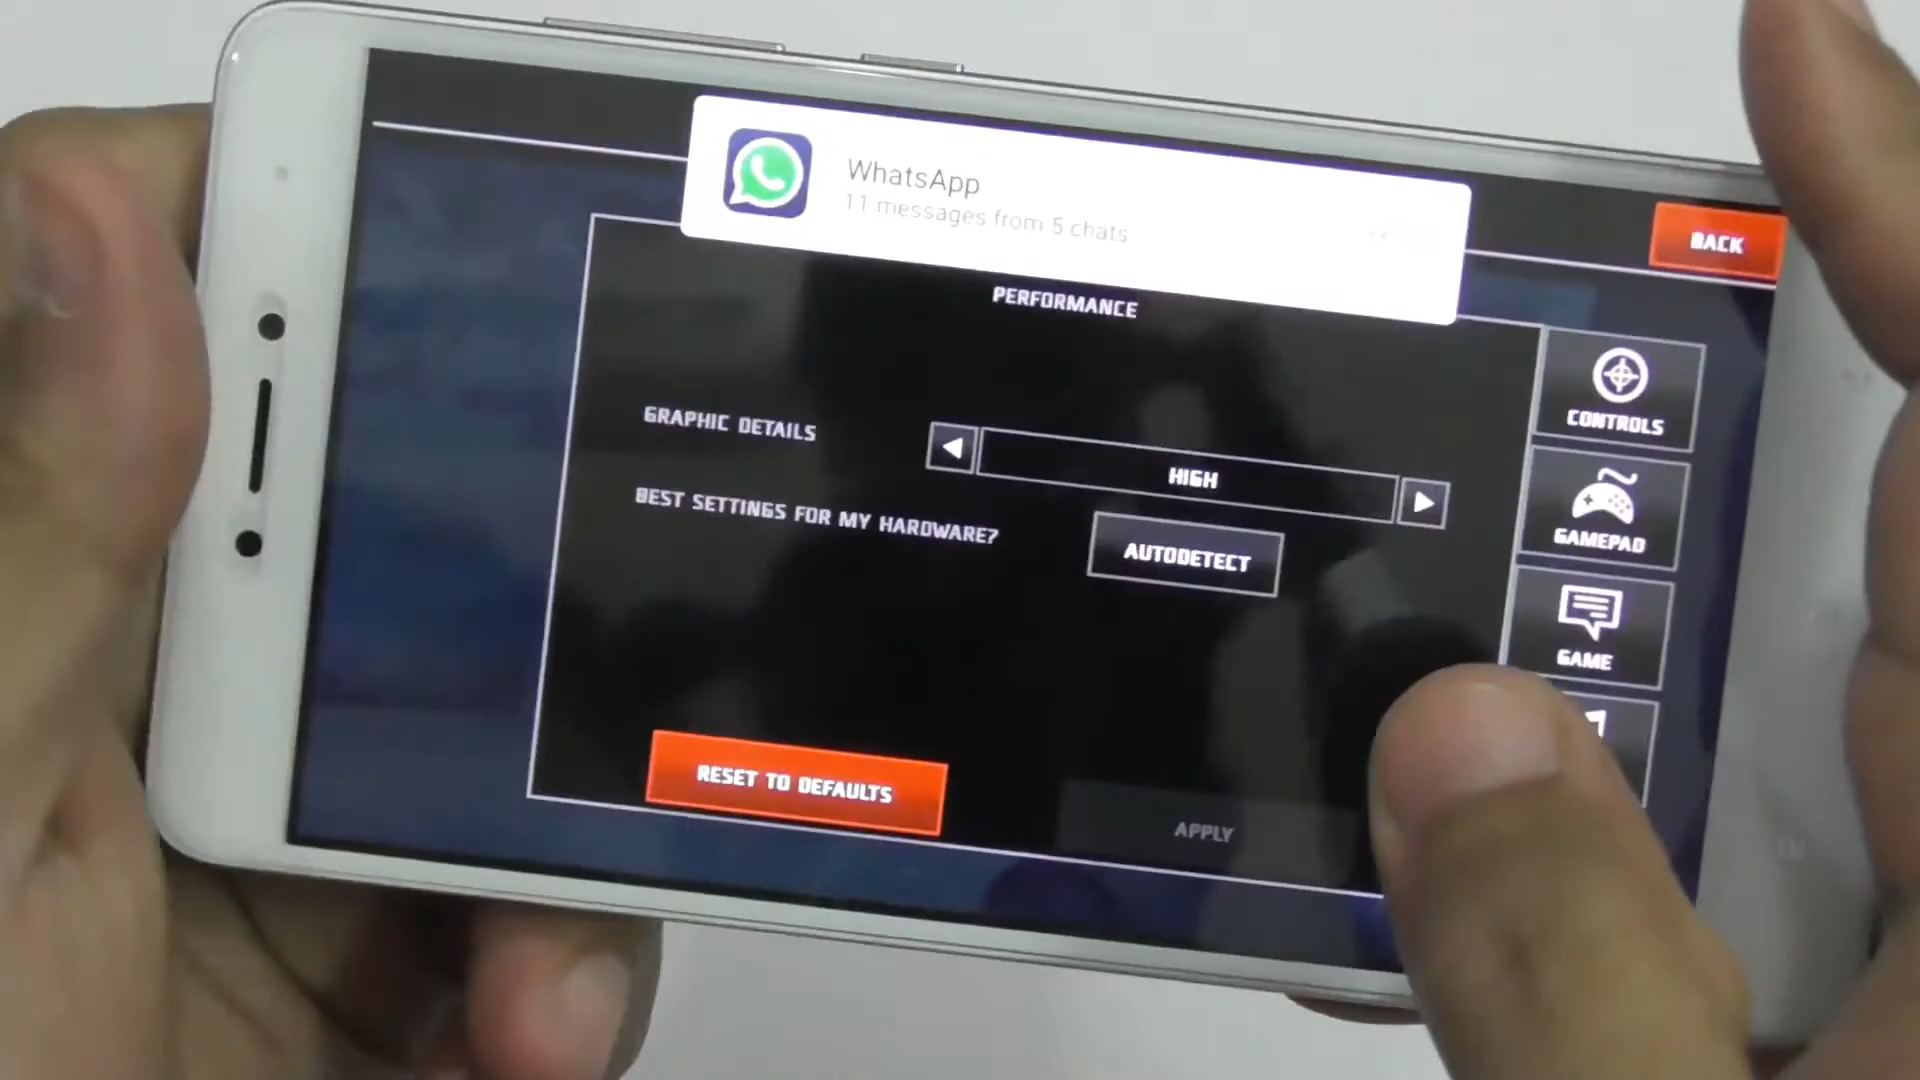 WhatsApp
11 messages from 5 chats
BACK
PERFORMANCE
GRAPHIC DETAILS
HIGH
BEST SETTINGS FOR MY HARDWARE?
AUTODETECT
RESET TO DEFAULTS
APPLY
CONTROLS
GAMEPAD
GAME